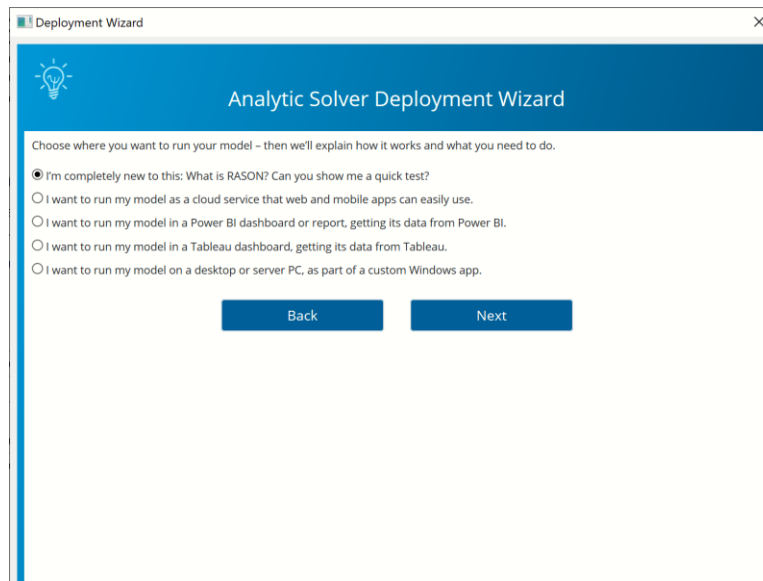 Deployment Wizard
Analytic Solver Deployment Wizard
Choose where you want to run your model – then we'll explain how it works and what you need to do.
I'm completely new to this: What is RASON? Can you show me a quick test?
I want to run my model as a cloud service that web and mobile apps can easily use.
I want to run my model in a Power BI dashboard or report, getting its data from Power BI.
I want to run my model in a Tableau dashboard, getting its data from Tableau.
I want to run my model on a desktop or server PC, as part of a custom Windows app.
Back Next